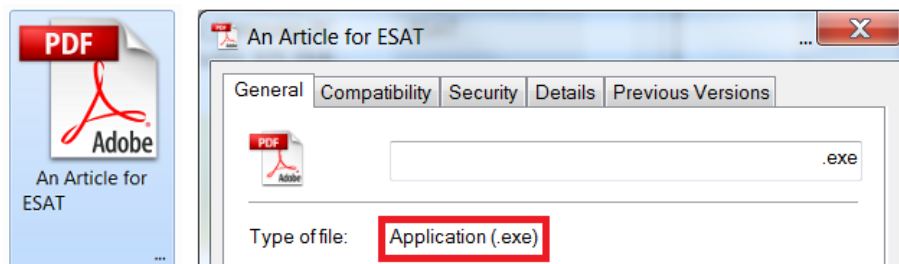 PDF
Adobe
An Article for
ESAT
...
An Article for ESAT
...
X
General Compatibility Security Details Previous Versions
PDF
Adobe
.exe
Type of file: Application (.exe)